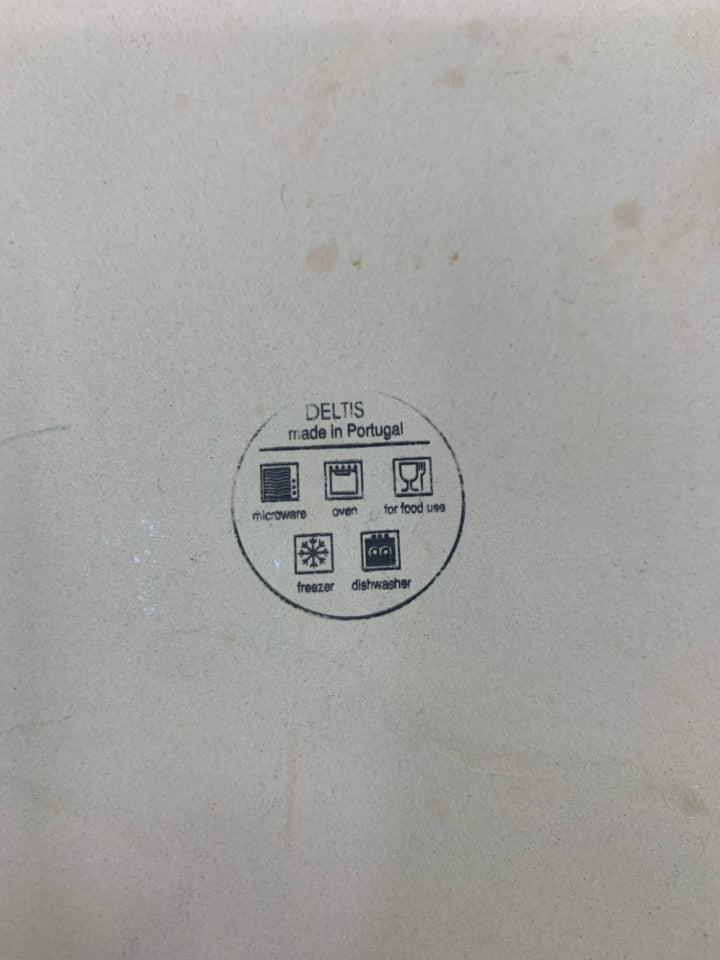 DELTIS
made in Portugal
microware oven for food use
freezer dishwasher